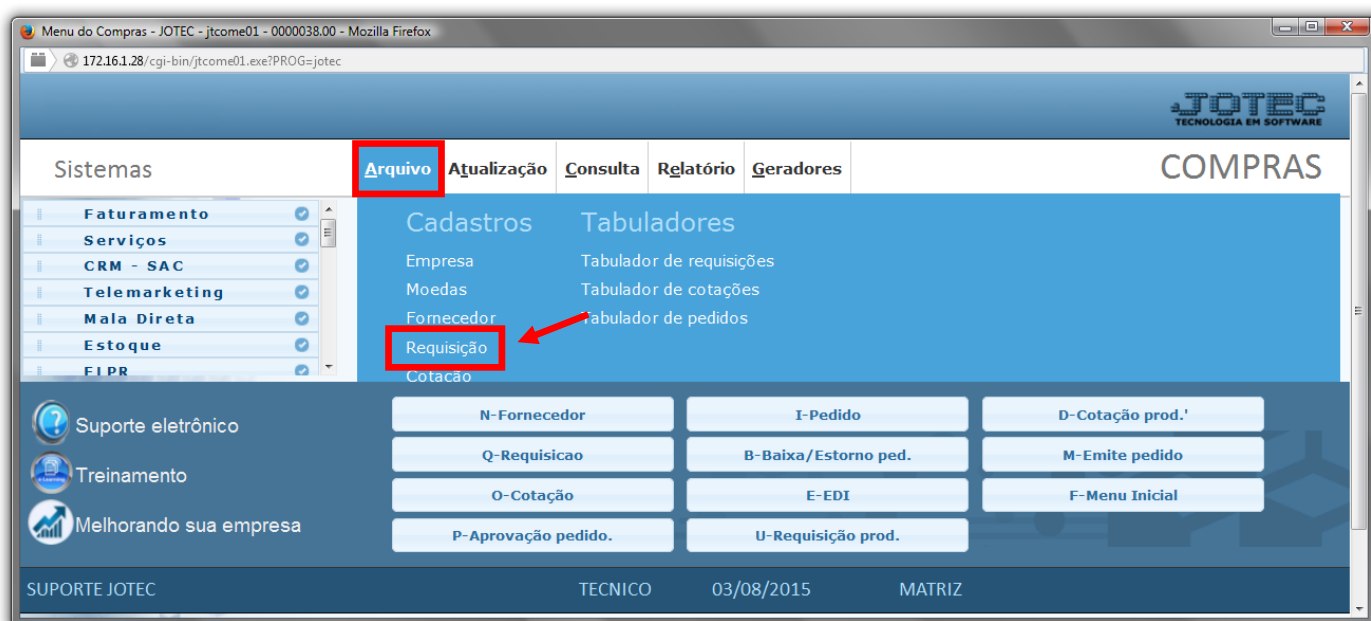 Menu do Compras - JOTEC - jtcome01 - 0000038.00 - Mozilla Firefox
172.16.1.28/cgi-bin/jtcome01.exe?PROG=jotec
JOTEC
TECNOLOGIA EM SOFTWARE
Sistemas
Arquivo Atualização Consulta Relatório Geradores
COMPRAS
Faturamento
Serviços
CRM - SAC
Telemarketing
Mala Direta
Estoque
Cadastros
Empresa
Moedas
Fornecedor
Requisição
Cotação
Tabuladores
Tabulador de requisições
Tabulador de cotações
Tabulador de pedidos
Suporte eletrônico
Treinamento
Melhorando sua empresa
N-Fornecedor I-Pedido D-Cotação prod.'
Q-Requisicao B-Baixa/Estorno ped. M-Emite pedido
O-Cotação E-EDI F-Menu Inicial
P-Aprovação pedido. U-Requisição prod.
SUPORTE JOTEC TECNICO 03/08/2015 MATRIZ